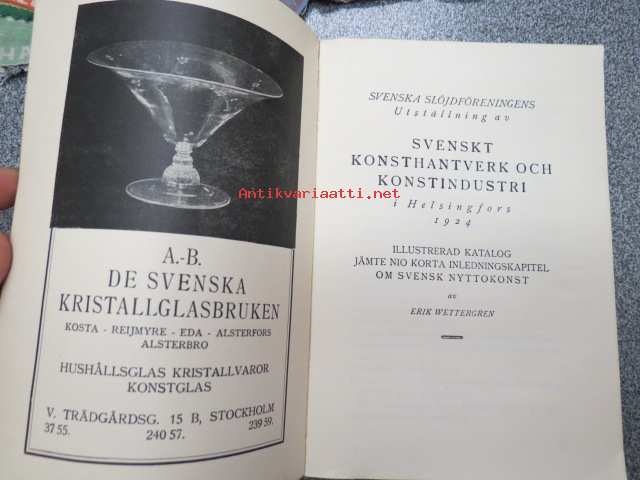 HA
Antikvariaatti.net
A.-B.
DE SVENSKA
KRISTALLGLASBRUKEN
KOSTA - REIJMYRE - EDA - ALSTERFORS
ALSTERBRO
HUSHÅLLSGLAS KRISTALLVAROR
KONSTGLAS
V. TRÄDGÅRDSG. 15 B, STOCKHOLM
37 55. 240 57. 239 59.
SVENSKA SLÖJDFÖRENINGENS
Utställning av
SVENSKT
KONSTHANTVERK OCH
KONSTINDUSTRI
i Helsingfors
1924
ILLUSTRERAD KATALOG
JÄMTE NIO KORTA INLEDNINGSKAPITEL
OM SVENSK NYTTOKONST
av
ERIK WETTERGREN